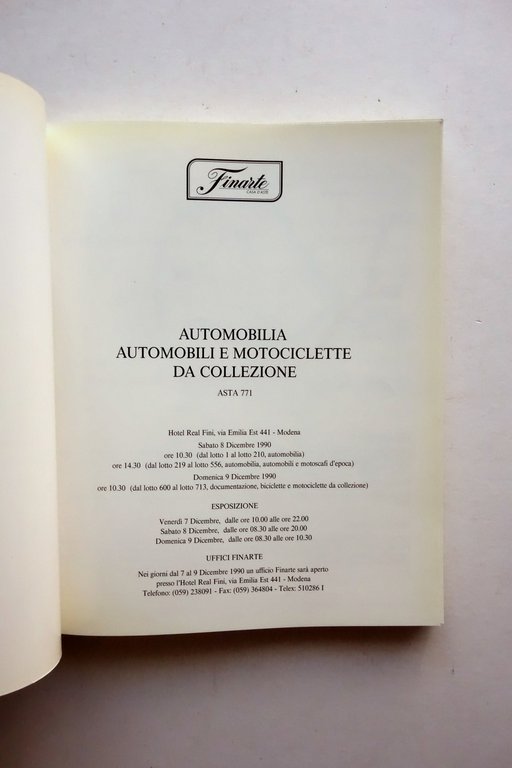 Finarte
CASA D'ASTE
AUTOMOBILIA
AUTOMOBILI E MOTOCICLETTE
DA COLLEZIONE
ASTA 771
Hotel Real Fini, via Emilia Est 441 - Modena
Sabato 8 Dicembre 1990
ore 10.30 (dal lotto 1 al lotto 210, automobilia)
ore 14.30 (dal lotto 219 al lotto 556, automobilia, automobili e motoscafi d'epoca)
Domenica 9 Dicembre 1990
ore 10.30 (dal lotto 600 al lotto 713, documentazione, biciclette e motociclette da collezione)
ESPOSIZIONE
Venerdì 7 Dicembre, dalle ore 10.00 alle ore 22.00
Sabato 8 Dicembre, dalle ore 08.30 alle ore 20.00
Domenica 9 Dicembre, dalle ore 08.30 alle ore 10.30
UFFICI FINARTE
Nei giorni dal 7 al 9 Dicembre 1990 un ufficio Finarte sarà aperto
presso l'Hotel Real Fini, via Emilia Est 441 - Modena
Telefono: (059) 238091 - Fax: (059) 364804 - Telex: 510286 I